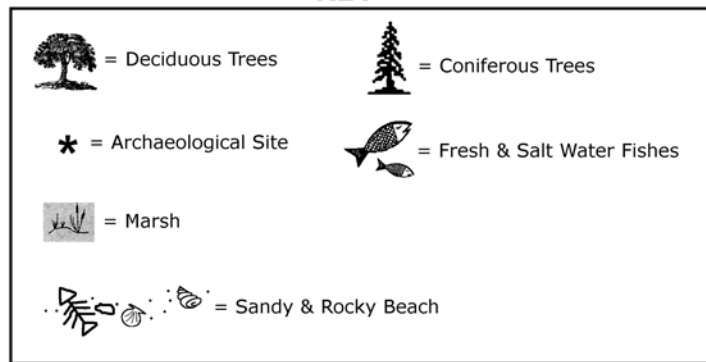 = Deciduous Trees
= Coniferous Trees
* = Archaeological Site
= Fresh & Salt Water Fishes
= Marsh
= Sandy & Rocky Beach